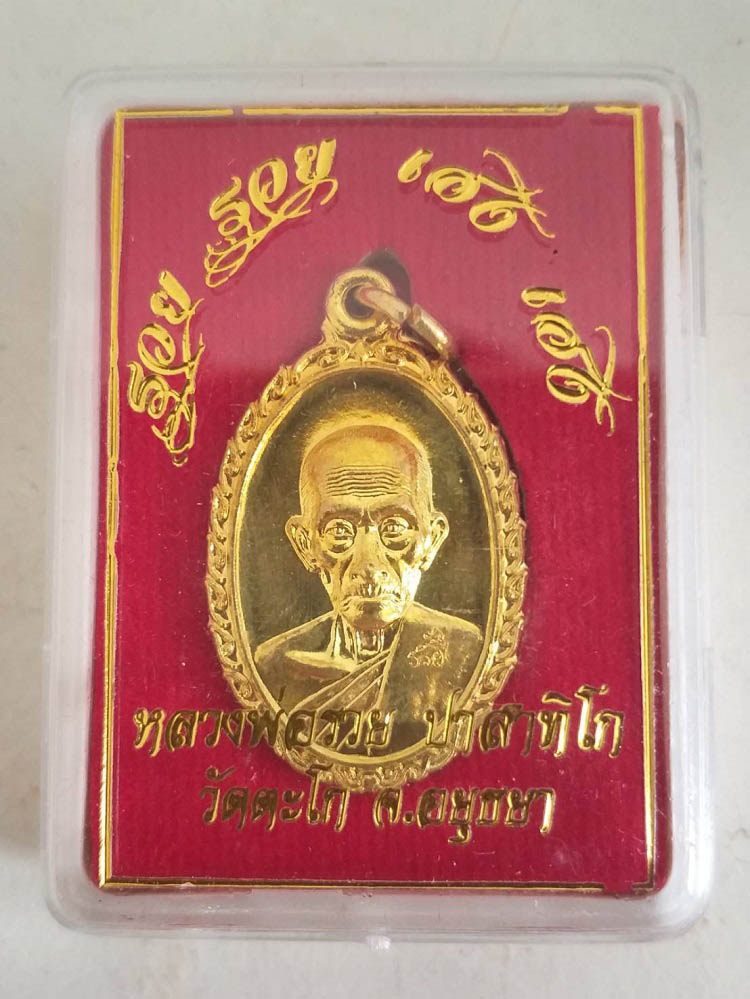 รวย รวย เฮง เฮง
หลวงพ่อรวย ปาสาทิโก
วัดตะโก จ.อยุธยา